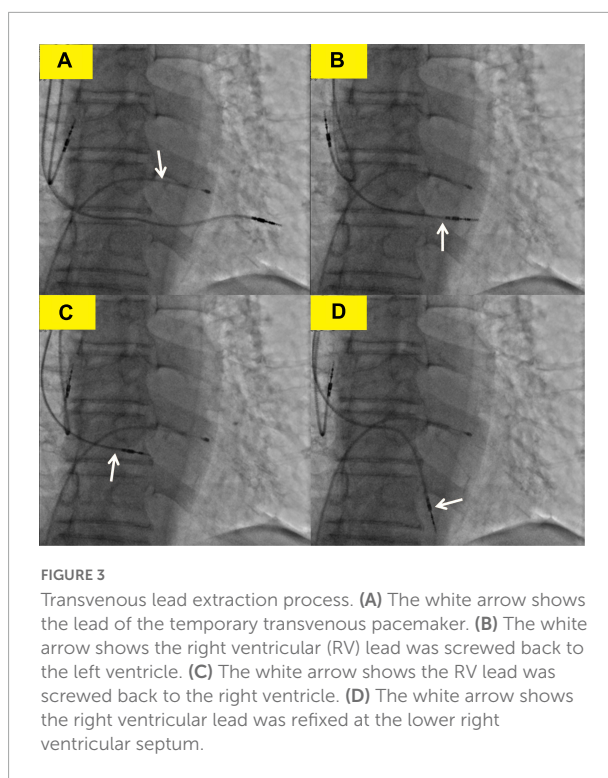 A
B
C
D
FIGURE 3
Transvenous lead extraction process. (A) The white arrow shows
the lead of the temporary transvenous pacemaker. (B) The white
arrow shows the right ventricular (RV) lead was screwed back to
the left ventricle. (C) The white arrow shows the RV lead was
screwed back to the right ventricle. (D) The white arrow shows
the right ventricular lead was refixed at the lower right
ventricular septum.